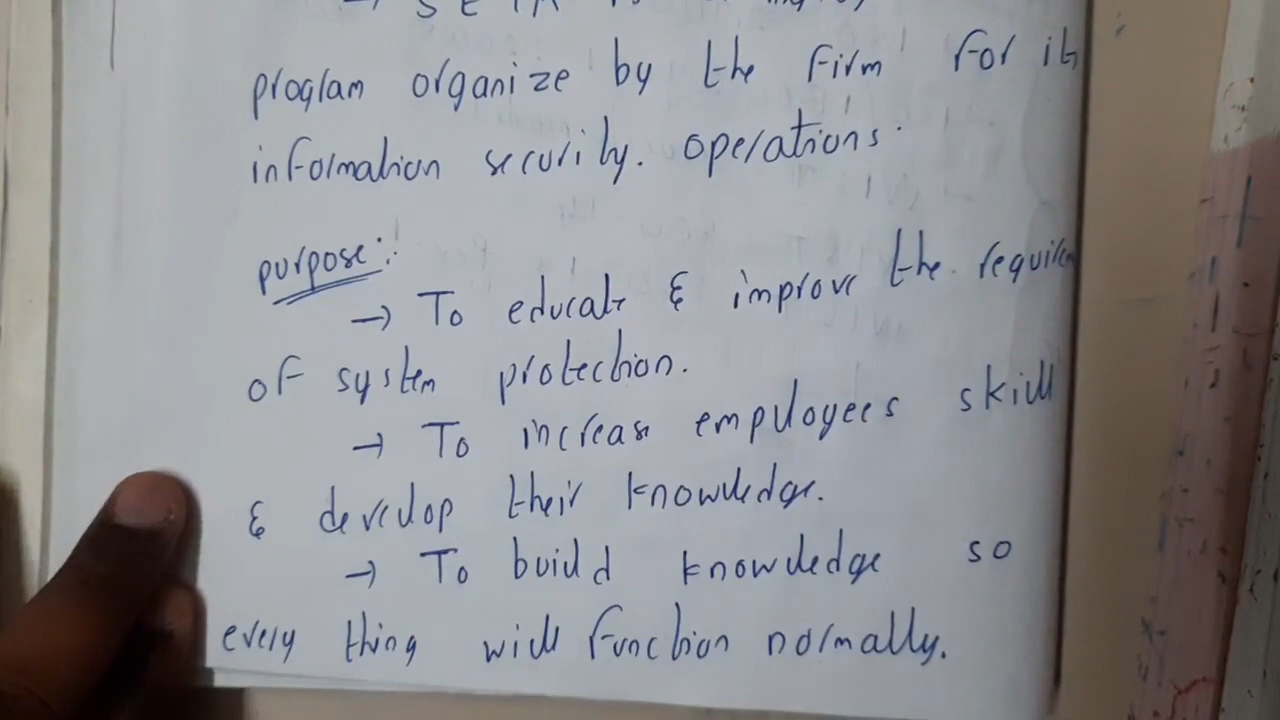 → SETA
program organize by the firm for its
information security. operations.
purpose:-
→ To educate & improve the
of system protection.
→ To increase employees skill
& develop their knowledge.
→ To build knowledge so
every thing will function normally.